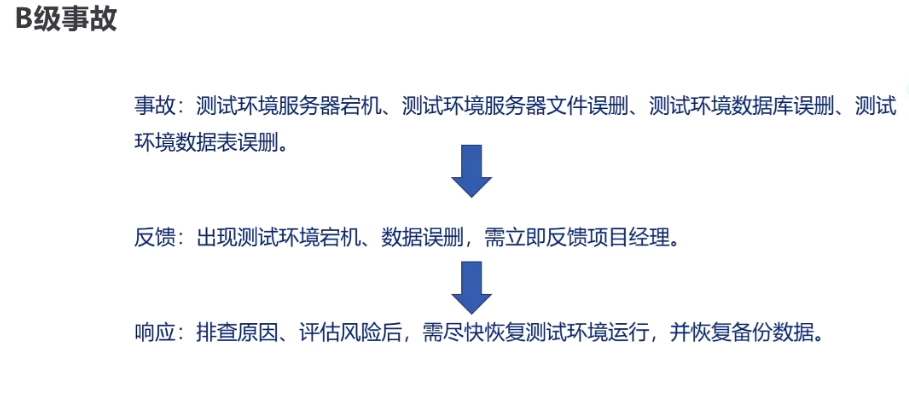 B级事故
事故：测试环境服务器宕机、测试环境服务器文件误删、测试环境数据库误删、测试
环境数据表误删。
反馈：出现测试环境宕机、数据误删，需立即反馈项目经理。
响应：排查原因、评估风险后，需尽快恢复测试环境运行，并恢复备份数据。